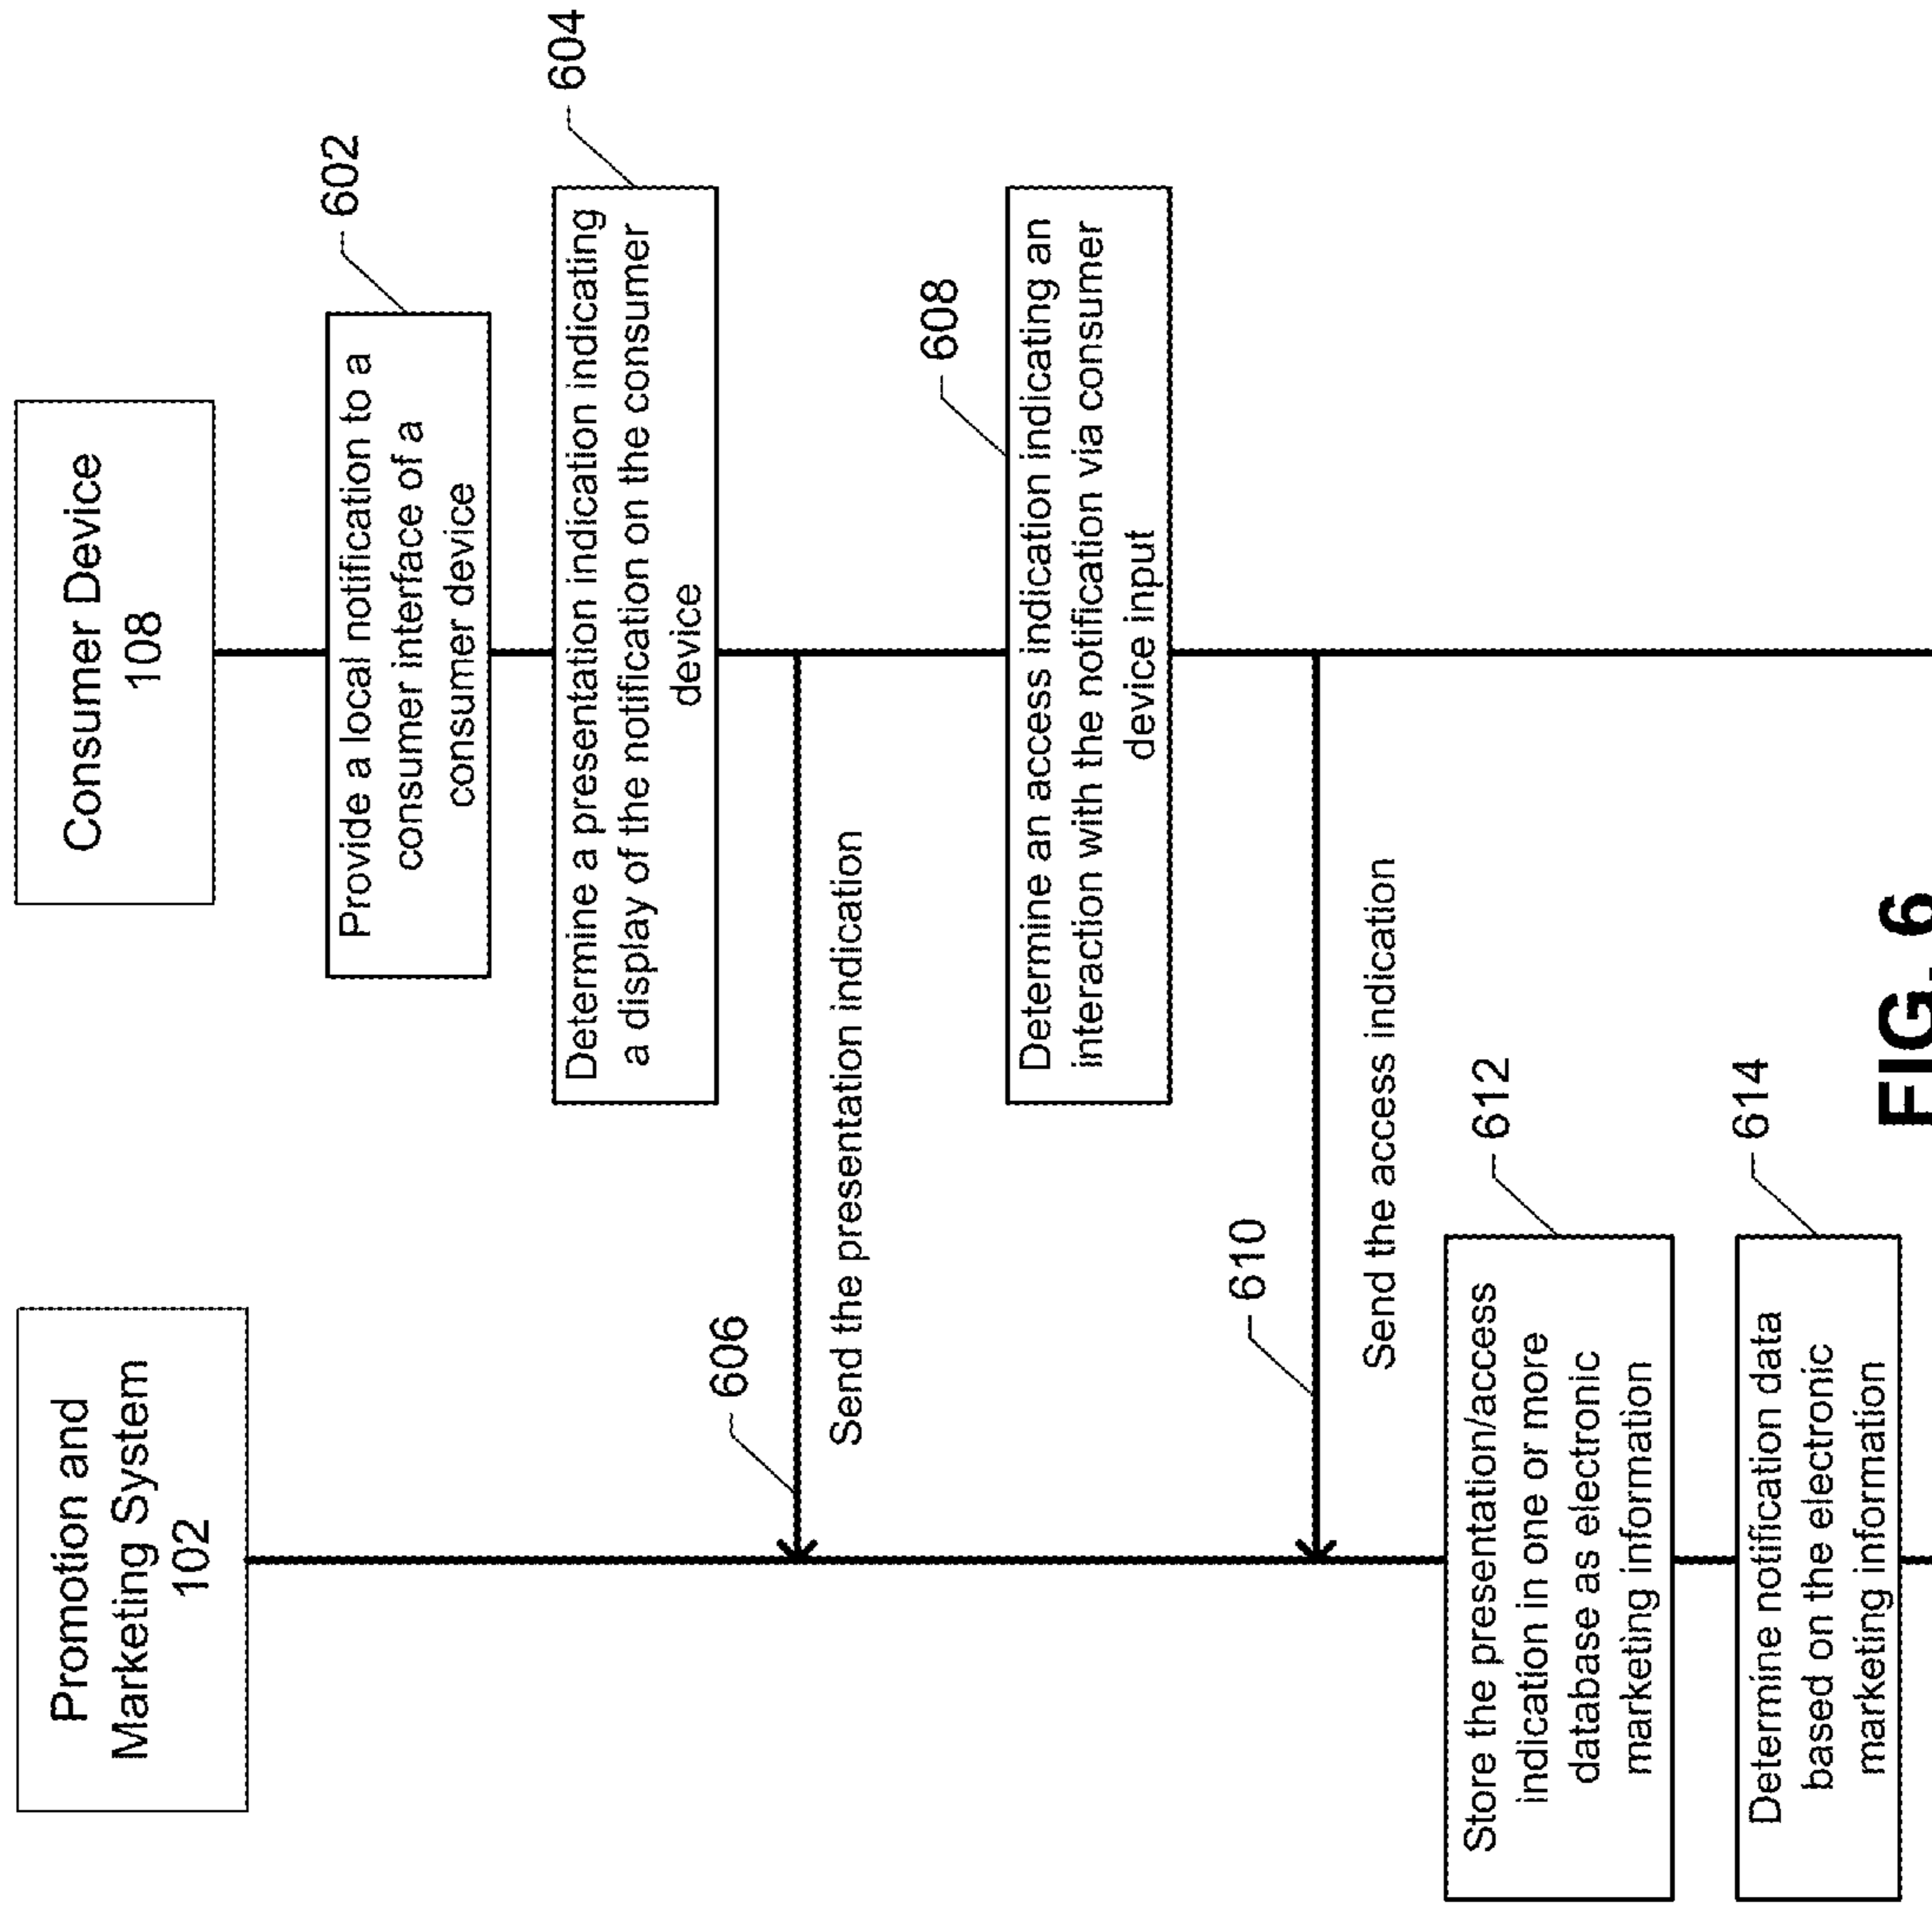 Promotion and
Marketing System
102
Consumer Device
108
602
Provide a local notification to a
consumer interface of a
consumer device
604
Determine a presentation indication indicating
a display of the notification on the consumer
device
606
Send the presentation indication
608
Determine an access indication indicating an
interaction with the notification via consumer
device input
610
Send the access indication
612
Store the presentation/access
indication in one or more
database as electronic
marketing information
614
Determine notification data
based on the electronic
marketing information
FIG. 6